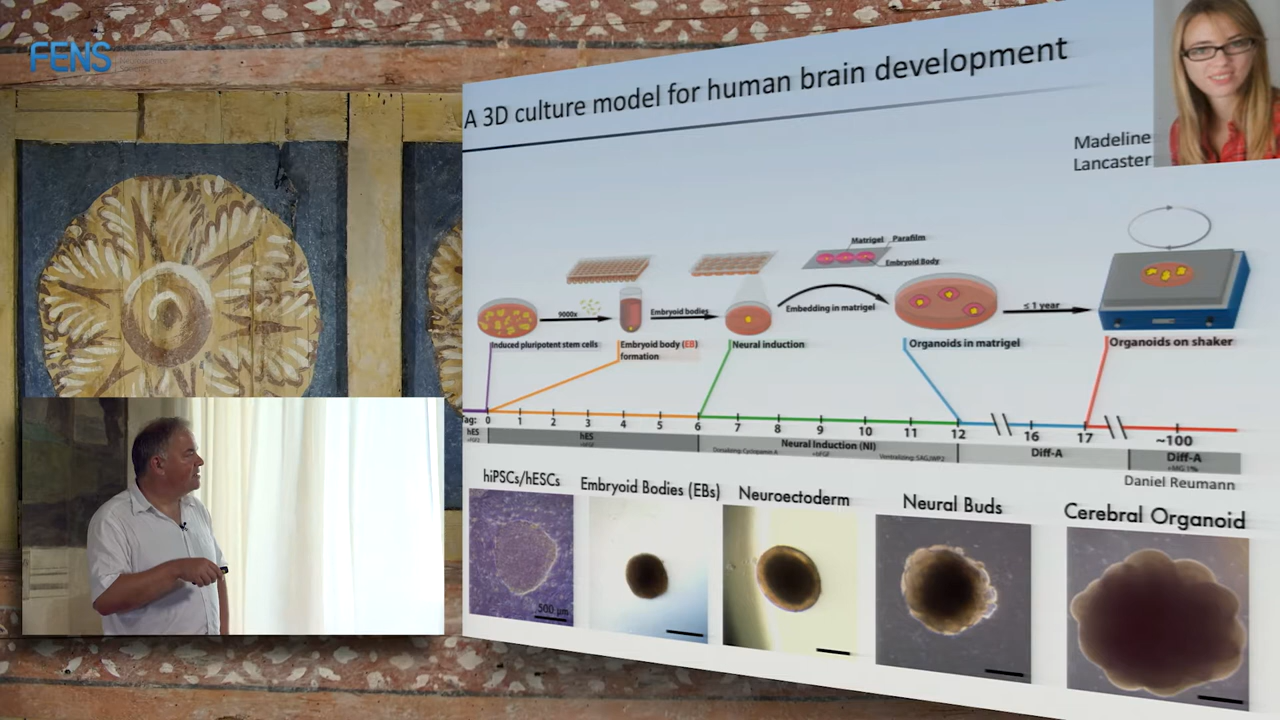 FENS
A 3D culture model for human brain development
Madeline
Lancaster
Matrigel Parafilm
Embryoid Body
9000x
Embryoid bodies
Embedding in matrigel
≤ 1 year
Induced pluripotent stem cells
Embryoid body (EB)
formation
Neural induction
Organoids in matrigel
Organoids on shaker
Tag: 0 1 2 3 4 5 6 7 8 9 10 11 12 16 17 ~100
hES
hES
Neural Induction (NI)
Diff-A
Diff-A
Daniel Reumann
hiPSCs/hESCs
Embryoid Bodies (EBs)
Neuroectoderm
Neural Buds
Cerebral Organoid
500 µm